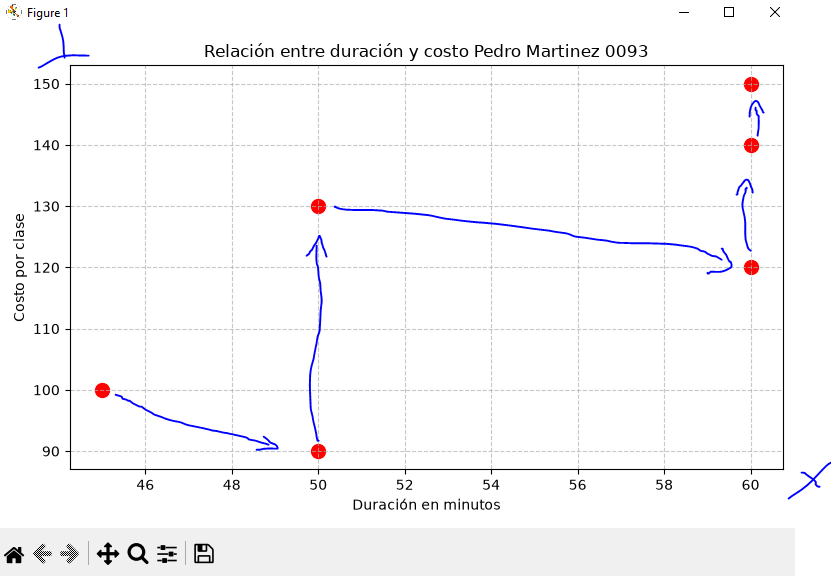 Figure 1
Relación entre duración y costo Pedro Martinez 0093
150
140
130
120
110
100
90
Costo por clase
46 48 50 52 54 56 58 60
Duración en minutos
X